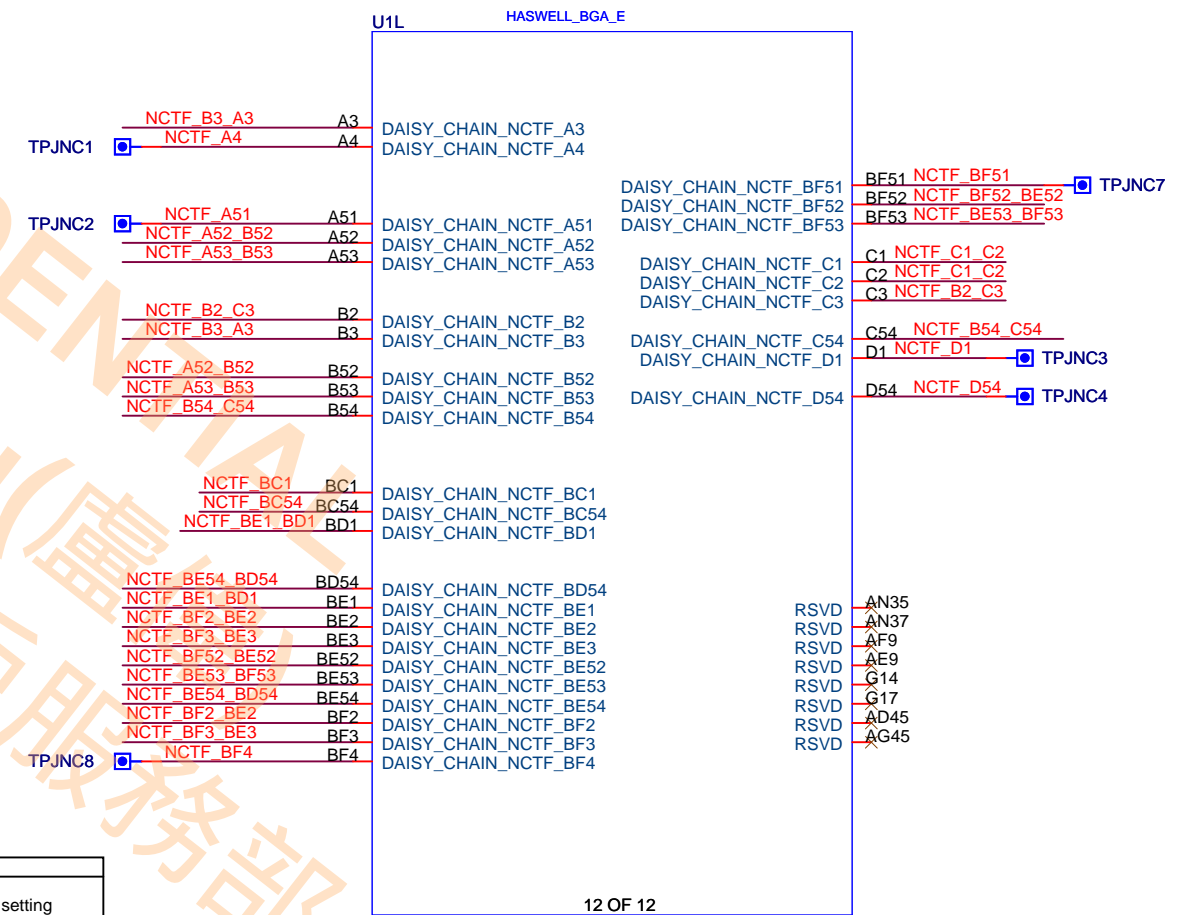 HASWELL_BGA_E
U1L
NCTF_B3_A3 A3 DAISY_CHAIN_NCTF_A3
TPJNC1 NCTF_A4 A4 DAISY_CHAIN_NCTF_A4
TPJNC2 NCTF_A51 A51 DAISY_CHAIN_NCTF_A51
NCTF_A52_B52 A52 DAISY_CHAIN_NCTF_A52
NCTF_A53_B53 A53 DAISY_CHAIN_NCTF_A53
NCTF_B2_C3 B2 DAISY_CHAIN_NCTF_B2
NCTF_B3_A3 B3 DAISY_CHAIN_NCTF_B3
NCTF_A52_B52 B52 DAISY_CHAIN_NCTF_B52
NCTF_A53_B53 B53 DAISY_CHAIN_NCTF_B53
NCTF_B54_C54 B54 DAISY_CHAIN_NCTF_B54
NCTF_BC1 BC1 DAISY_CHAIN_NCTF_BC1
NCTF_BC54 BC54 DAISY_CHAIN_NCTF_BC54
NCTF_BE1_BD1 BD1 DAISY_CHAIN_NCTF_BD1
NCTF_BE54_BD54 BD54 DAISY_CHAIN_NCTF_BD54
NCTF_BE1_BD1 BE1 DAISY_CHAIN_NCTF_BE1
NCTF_BF2_BE2 BE2 DAISY_CHAIN_NCTF_BE2
NCTF_BF3_BE3 BE3 DAISY_CHAIN_NCTF_BE3
NCTF_BF52_BE52 BE52 DAISY_CHAIN_NCTF_BE52
NCTF_BE53_BF53 BE53 DAISY_CHAIN_NCTF_BE53
NCTF_BE54_BD54 BE54 DAISY_CHAIN_NCTF_BE54
NCTF_BF2_BE2 BF2 DAISY_CHAIN_NCTF_BF2
NCTF_BF3_BE3 BF3 DAISY_CHAIN_NCTF_BF3
TPJNC8 NCTF_BF4 BF4 DAISY_CHAIN_NCTF_BF4
DAISY_CHAIN_NCTF_BF51 BF51 NCTF_BF51 TPJNC7
DAISY_CHAIN_NCTF_BF52 BF52 NCTF_BF52_BE52
DAISY_CHAIN_NCTF_BF53 BF53 NCTF_BE53_BF53
DAISY_CHAIN_NCTF_C1 C1 NCTF_C1_C2
DAISY_CHAIN_NCTF_C2 C2 NCTF_C1_C2
DAISY_CHAIN_NCTF_C3 C3 NCTF_B2_C3
DAISY_CHAIN_NCTF_C54 C54 NCTF_B54_C54
DAISY_CHAIN_NCTF_D1 D1 NCTF_D1 TPJNC3
DAISY_CHAIN_NCTF_D54 D54 NCTF_D54 TPJNC4
RSVD AN35
RSVD AN37
RSVD AF9
RSVD AE9
RSVD G14
RSVD G17
RSVD AD45
RSVD AG45
12 OF 12
setting
DENTIAL
(盧俊)
服務部